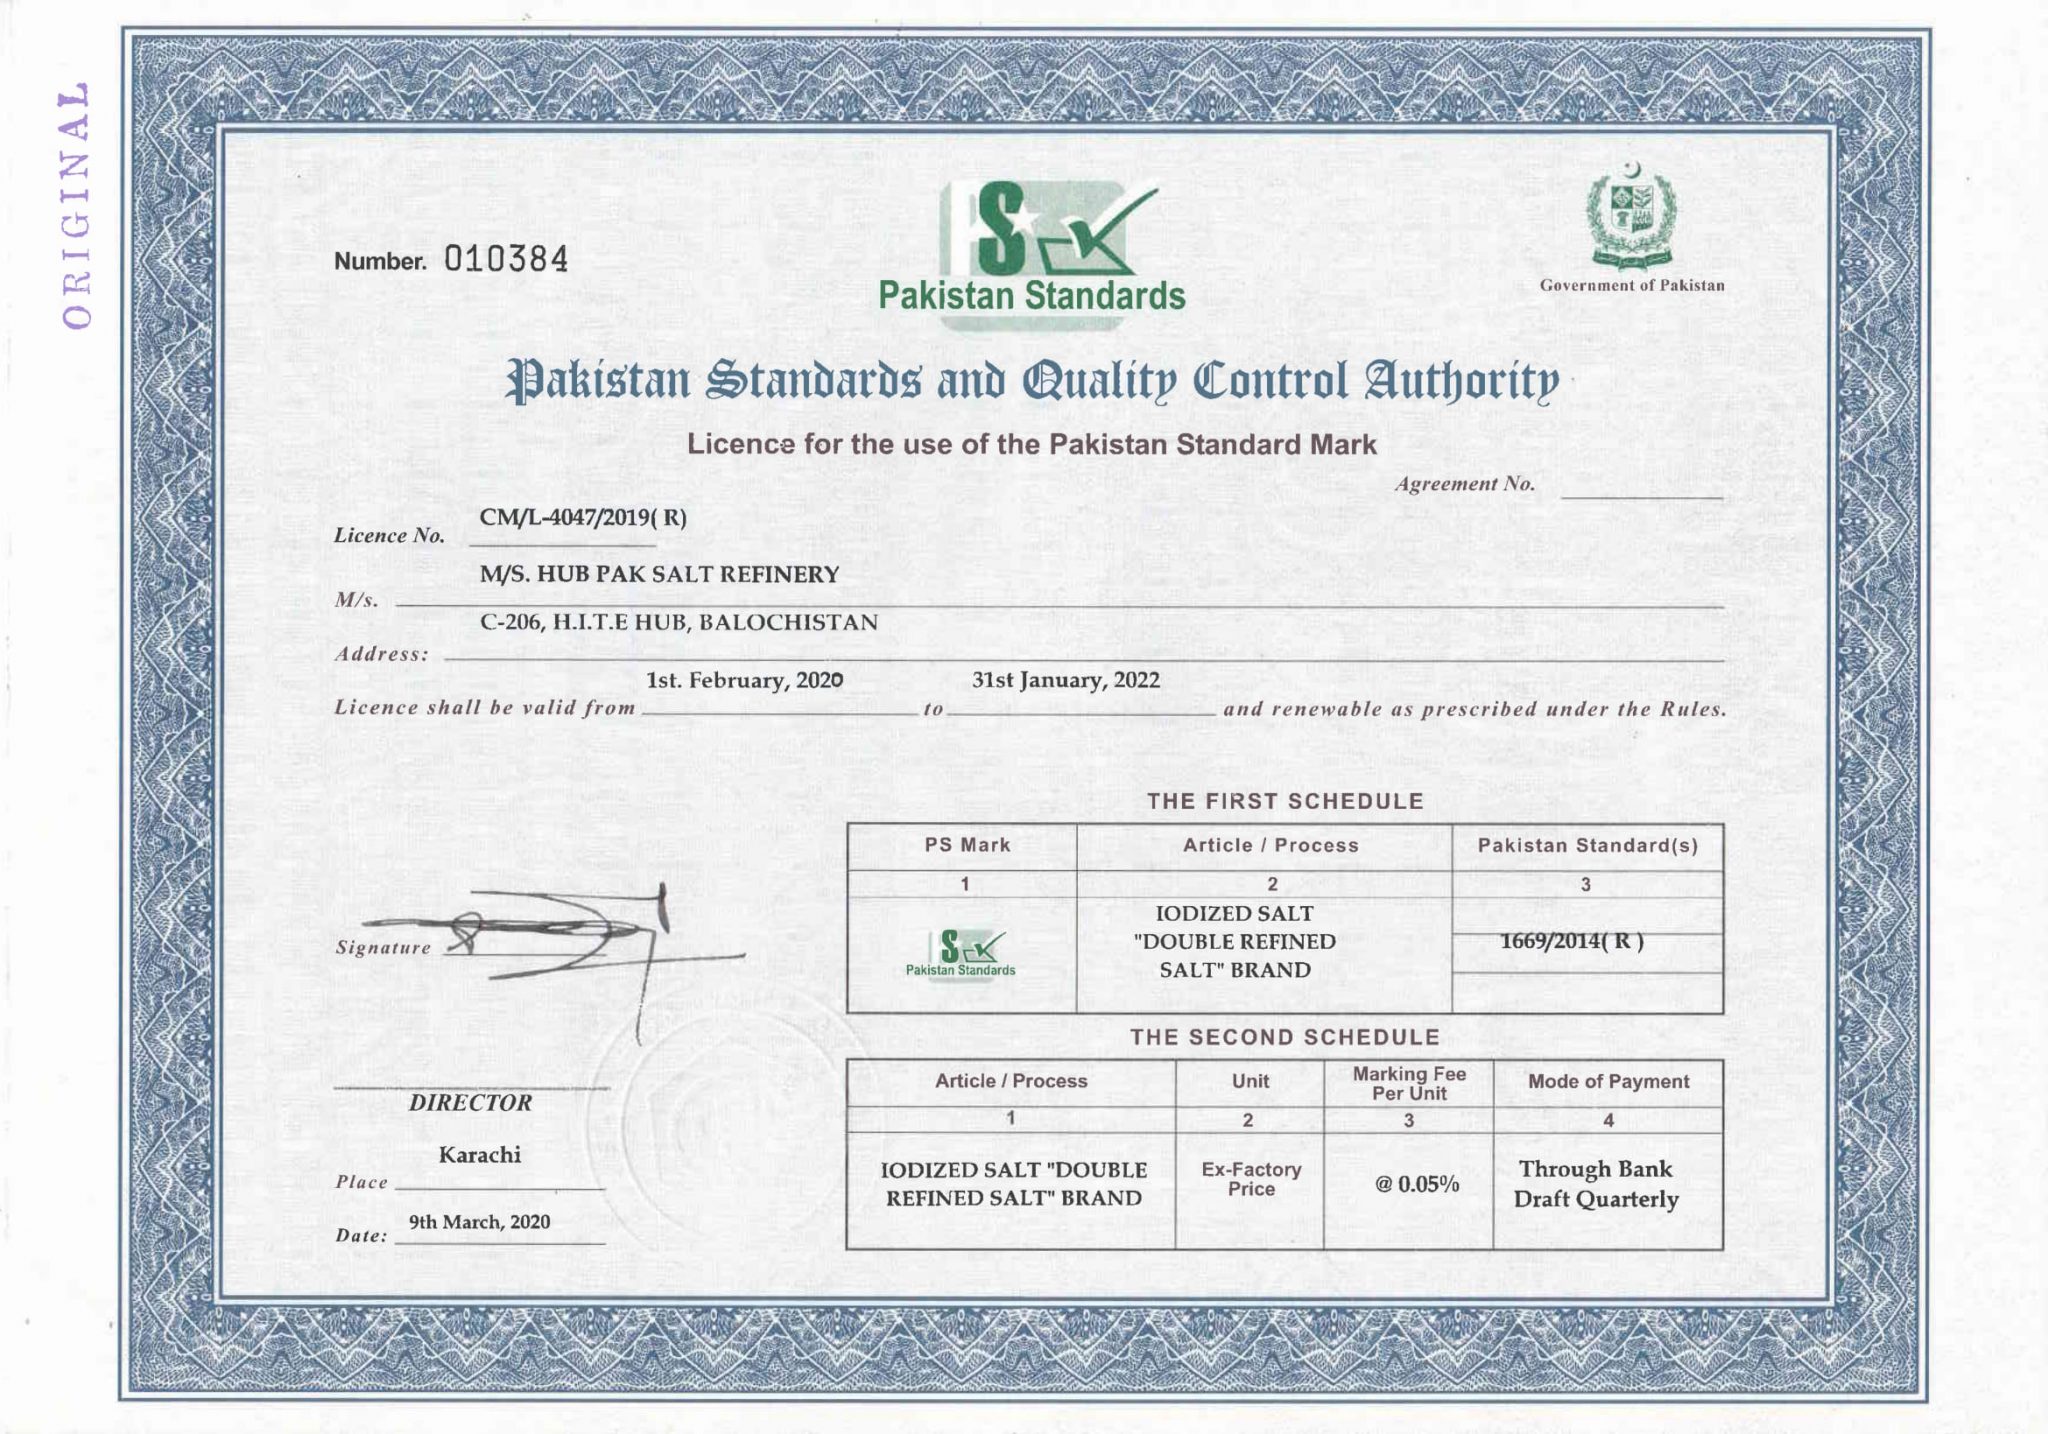 ORIGINAL
Number. 010384
PS
Pakistan Standards
Government of Pakistan
Pakistan Standards and Quality Control Authority
Licence for the use of the Pakistan Standard Mark
Agreement No.
Licence No. CM/L-4047/2019( R)
M/s. M/S. HUB PAK SALT REFINERY
Address: C-206, H.I.T.E HUB, BALOCHISTAN
Licence shall be valid from 1st. February, 2020 to 31st January, 2022 and renewable as prescribed under the Rules.
THE FIRST SCHEDULE
PS Mark Article / Process Pakistan Standard(s)
1 2 3
IODIZED SALT
"DOUBLE REFINED
SALT" BRAND
1669/2014( R )
PS
Pakistan Standards
Signature
THE SECOND SCHEDULE
Article / Process Unit Marking Fee Per Unit Mode of Payment
1 2 3 4
IODIZED SALT "DOUBLE
REFINED SALT" BRAND
Ex-Factory
Price
@ 0.05%
Through Bank
Draft Quarterly
DIRECTOR
Place Karachi
Date: 9th March, 2020